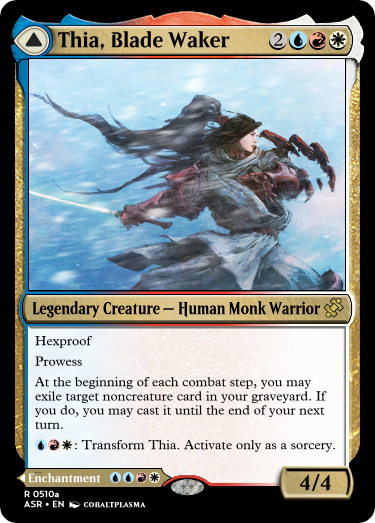 Thia, Blade Waker 2
Legendary Creature — Human Monk Warrior
Hexproof
Prowess
At the beginning of each combat step, you may
exile target noncreature card in your graveyard. If
you do, you may cast it until the end of your next
turn.
: Transform Thia. Activate only as a sorcery.
Enchantment
4/4
R 0510a
ASR • EN COBALTPLASMA